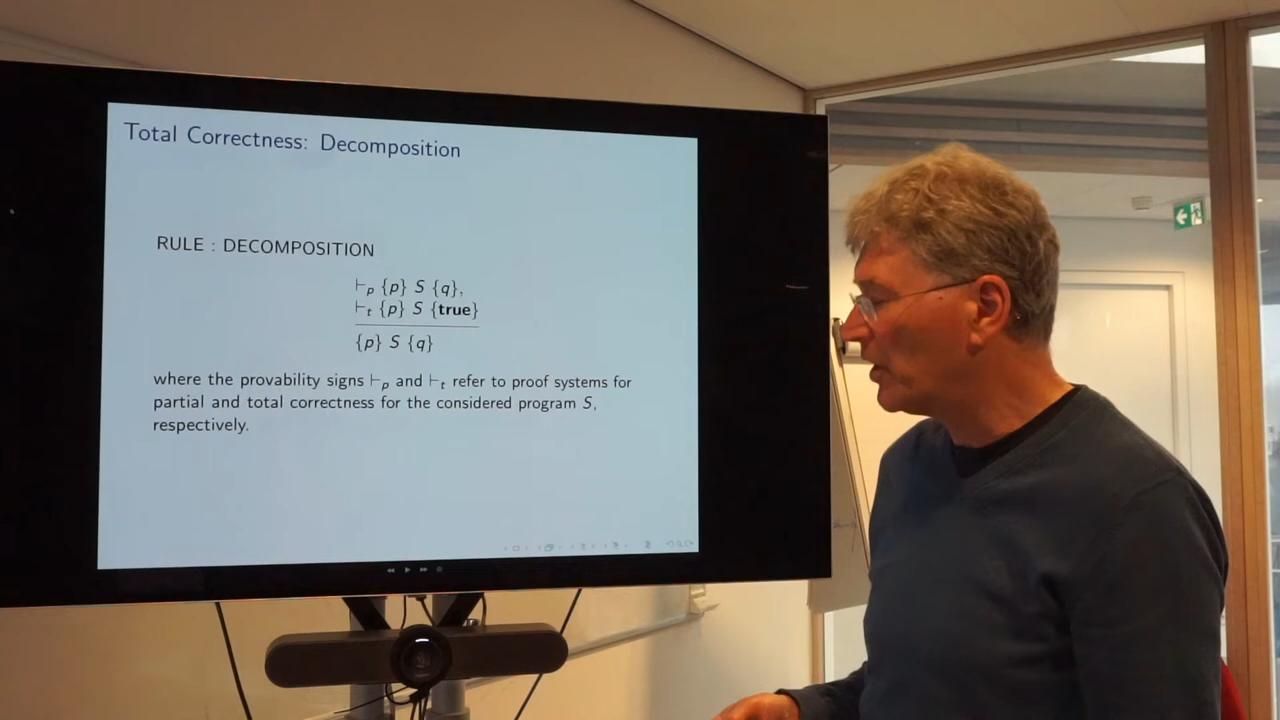 Total Correctness: Decomposition
RULE : DECOMPOSITION
⊢p {p} S {q},
⊢t {p} S {true}
{p} S {q}
where the provability signs ⊢p and ⊢t refer to proof systems for
partial and total correctness for the considered program S,
respectively.